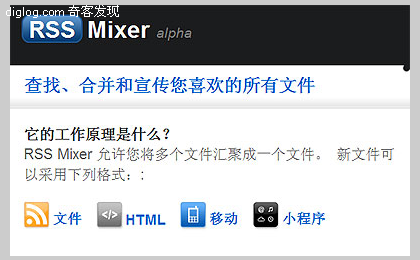 diglog.com 奇客发现
RSS Mixer alpha
查找、合并和宣传您喜欢的所有文件
它的工作原理是什么？
RSS Mixer 允许您将多个文件汇聚成一个文件。 新文件可
以采用下列格式：:
文件 HTML 移动 小程序